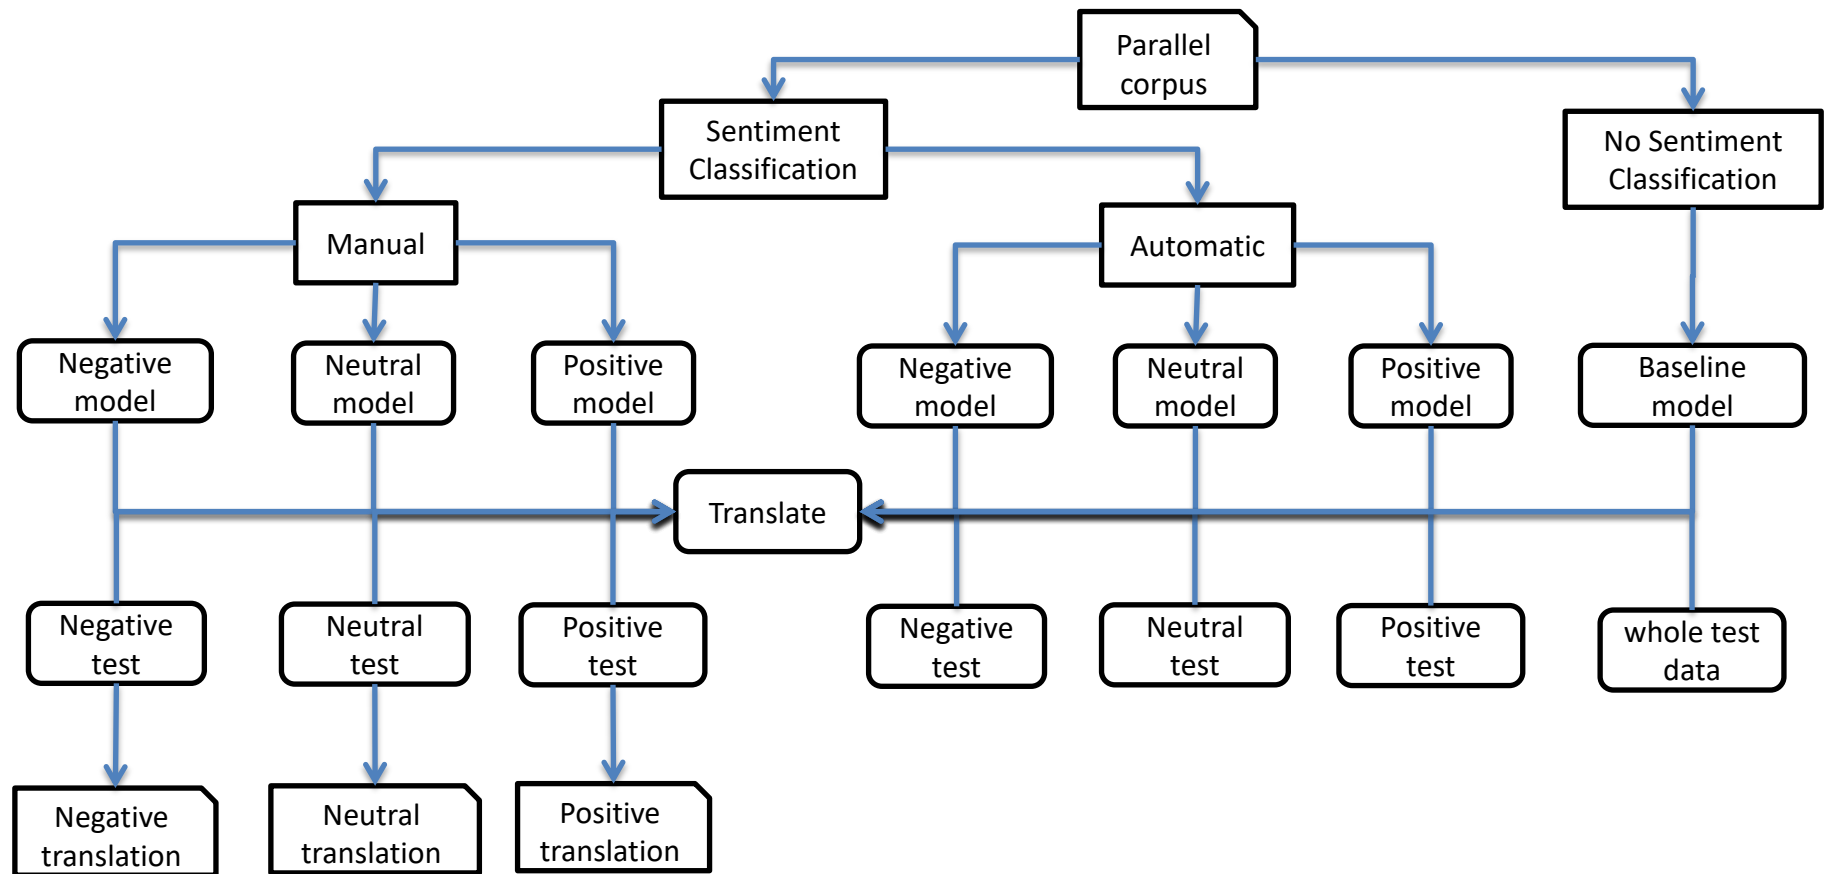 Parallel
corpus
Sentiment
Classification
No Sentiment
Classification
Manual
Automatic
Negative
model
Neutral
model
Positive
model
Negative
model
Neutral
model
Positive
model
Baseline
model
Translate
Negative
test
Neutral
test
Positive
test
Negative
test
Neutral
test
Positive
test
whole test
data
Negative
translation
Neutral
translation
Positive
translation